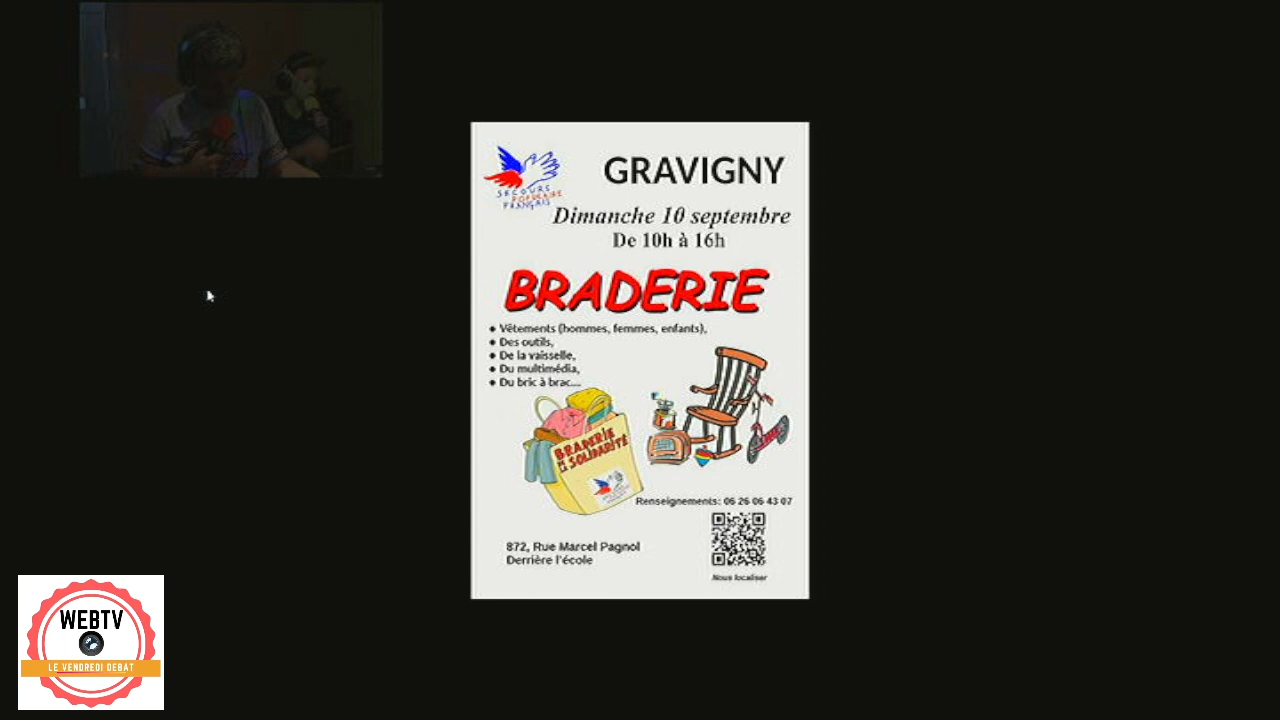 SECOURS
POPULAIRE
FRANÇAIS
GRAVIGNY
Dimanche 10 septembre
De 10h à 16h
BRADERIE
• Vêtements (hommes, femmes, enfants),
• Des outils,
• De la vaisselle,
• Du multimédia,
• Du bric à brac...
BRADERIE
DE LA SOLIDARITÉ
Renseignements: 06 26 06 43 07
872, Rue Marcel Pagnol
Derrière l'école
Nous localiser
WEBTV
LE VENDREDI DEBAT